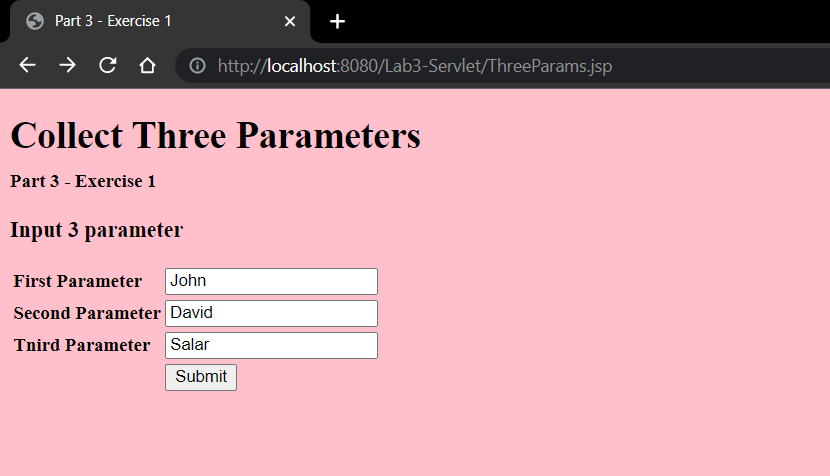 Part 3 - Exercise 1
http://localhost:8080/Lab3-Servlet/ThreeParams.jsp
Collect Three Parameters
Part 3 - Exercise 1
Input 3 parameter
First Parameter John
Second Parameter David
Tnird Parameter Salar
Submit